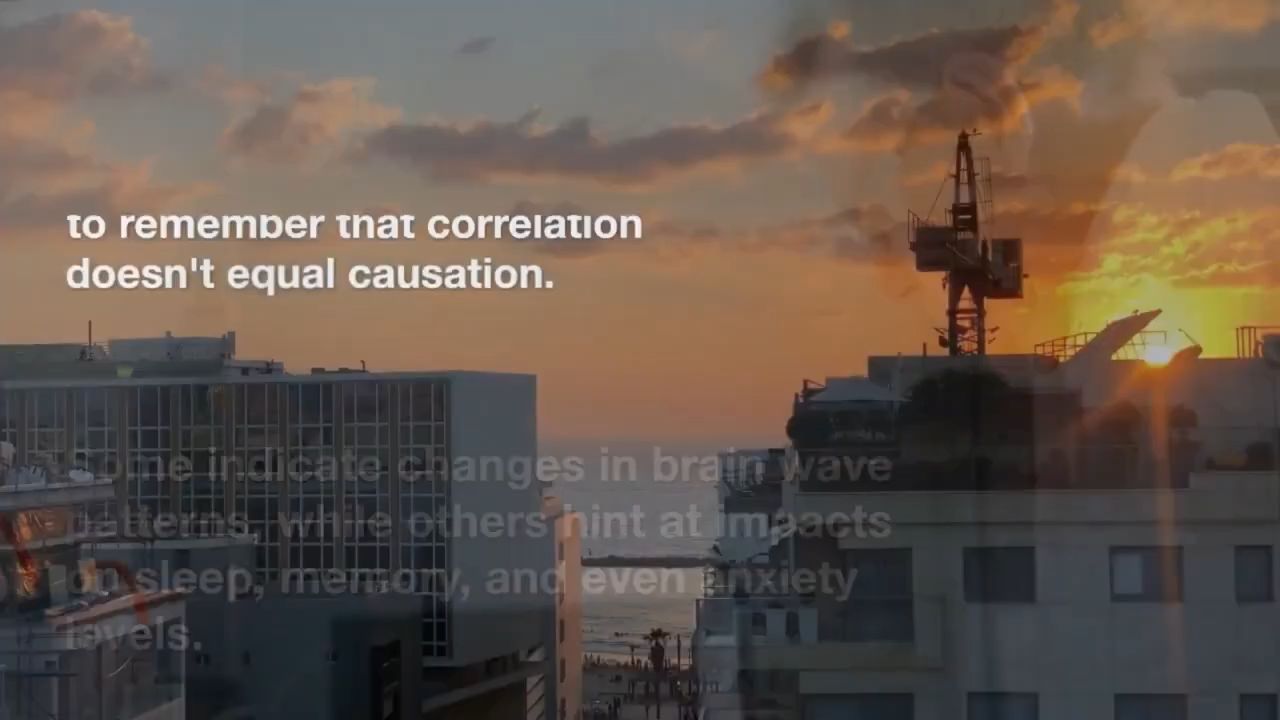 to remember that correlation
doesn't equal causation.
some indicate changes in brain wave
patterns, while others hint at impacts
on sleep, memory, and even anxiety
levels.